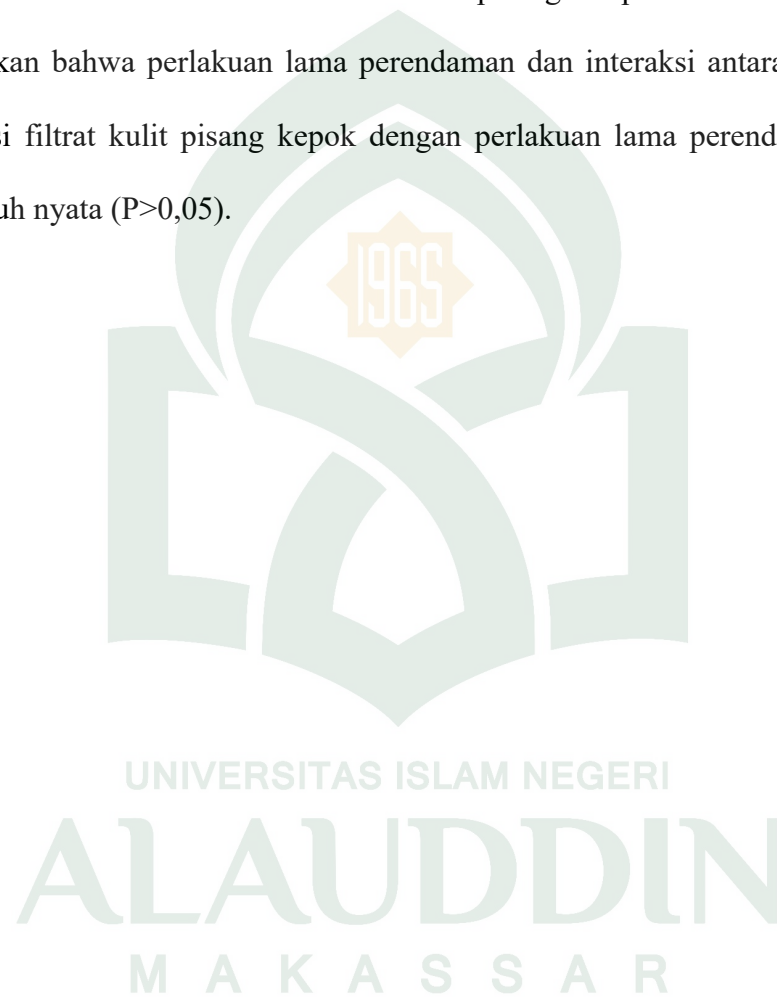 kan bahwa perlakuan lama perendaman dan interaksi antara
si filtrat kulit pisang kepok dengan perlakuan lama perend
uh nyata (P>0,05).
1965
UNIVERSITAS ISLAM NEGERI
ALAUDDIN
MAKASSAR